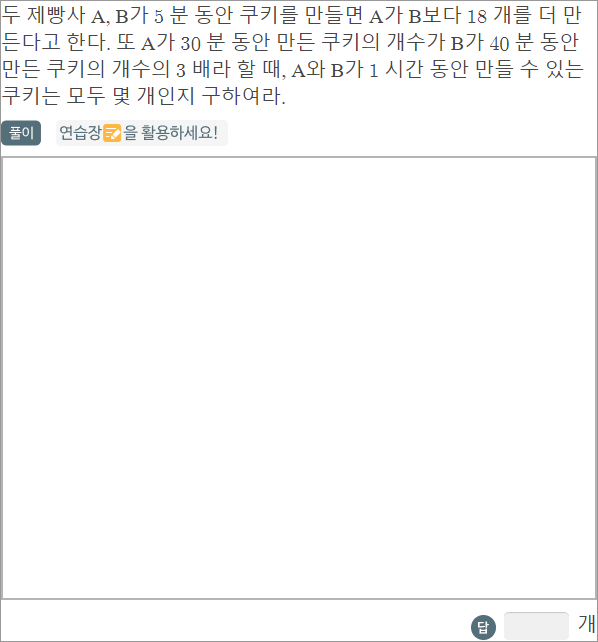 두 제빵사 A, B가 5 분 동안 쿠키를 만들면 A가 B보다 18 개를 더 만
든다고 한다. 또 A가 30 분 동안 만든 쿠키의 개수가 B가 40 분 동안
만든 쿠키의 개수의 3 배라 할 때, A와 B가 1 시간 동안 만들 수 있는
쿠키는 모두 몇 개인지 구하여라.
풀이 연습장을 활용하세요!
답 개